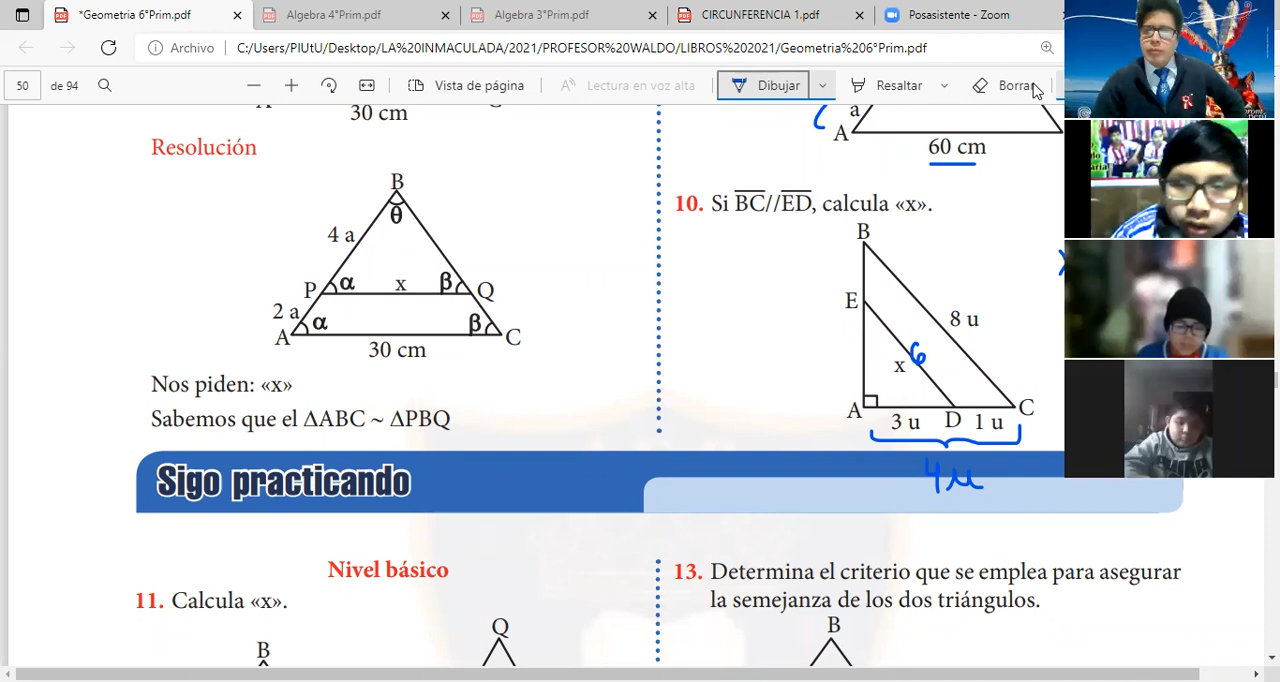 *Geometria 6°Prim.pdf
Algebra 4°Prim.pdf
Algebra 3°Prim.pdf
CIRCUNFERENCIA 1.pdf
Posasistente - Zoom
Archivo
C:/Users/PIUtU/Desktop/LA%20INMACULADA/2021/PROFESOR%20WALDO/LIBROS%202021/Geometria%206°Prim.pdf
50
de 94
Vista de página
Lectura en voz alta
Dibujar
Resaltar
Borrar
30 cm
Resolución
B
θ
4 a
P α x β Q
2 a
A α β C
30 cm
Nos piden: «x»
Sabemos que el ΔABC ~ ΔPBQ
a
A
60 cm
10. Si BC//ED, calcula «x».
B
E
8 u
x 6
A 3 u D 1 u C
4u
Sigo practicando
Nivel básico
11. Calcula «x».
B
Q
13. Determina el criterio que se emplea para asegurar
la semejanza de los dos triángulos.
B